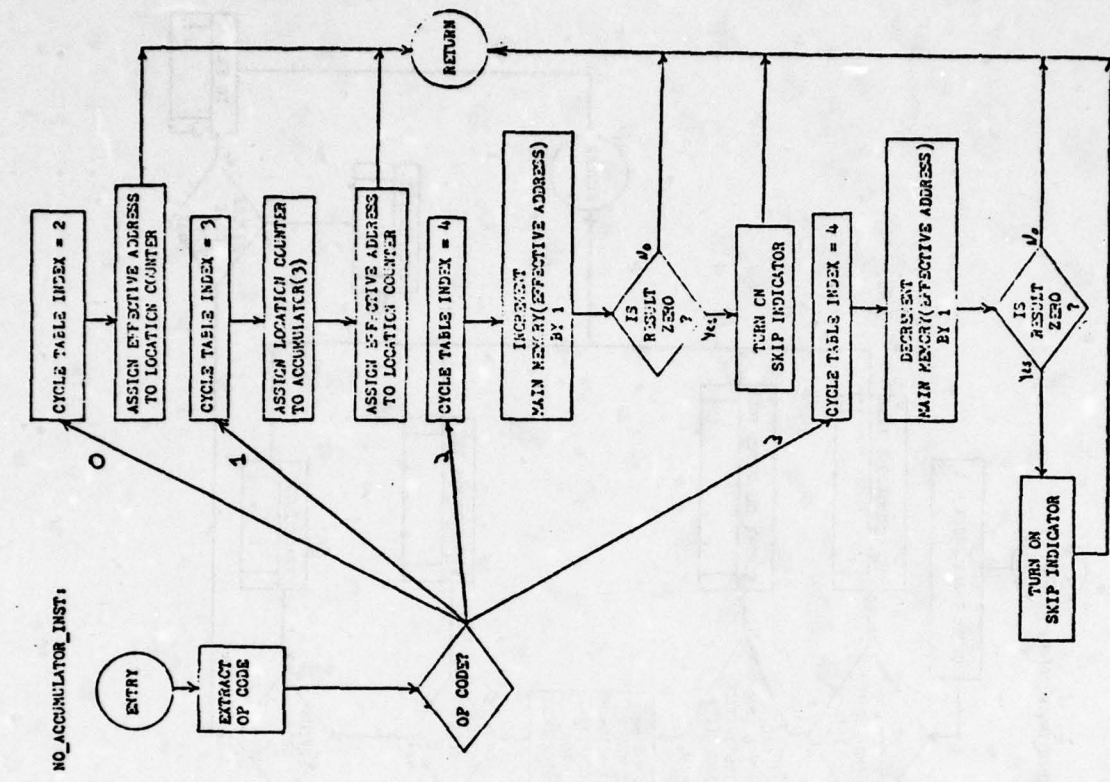 NO_ACCUMULATOR_INST:
ENTRY
EXTRACT
OP CODE
OP CODE?
0
CYCLE TABLE INDEX = 2
ASSIGN EFFECTIVE ADDRESS
TO LOCATION COUNTER
1
CYCLE TABLE INDEX = 3
ASSIGN LOCATION COUNTER
TO ACCUMULATOR(3)
ASSIGN EFFECTIVE ADDRESS
TO LOCATION COUNTER
2
CYCLE TABLE INDEX = 4
INCREMENT
MAIN MEMORY(EFFECTIVE ADDRESS)
BY 1
IS
RESULT
ZERO
?
No
Yes
TURN ON
SKIP INDICATOR
3
CYCLE TABLE INDEX = 4
DECREMENT
MAIN MEMORY(EFFECTIVE ADDRESS)
BY 1
IS
RESULT
ZERO
?
No
Yes
TURN ON
SKIP INDICATOR
RETURN